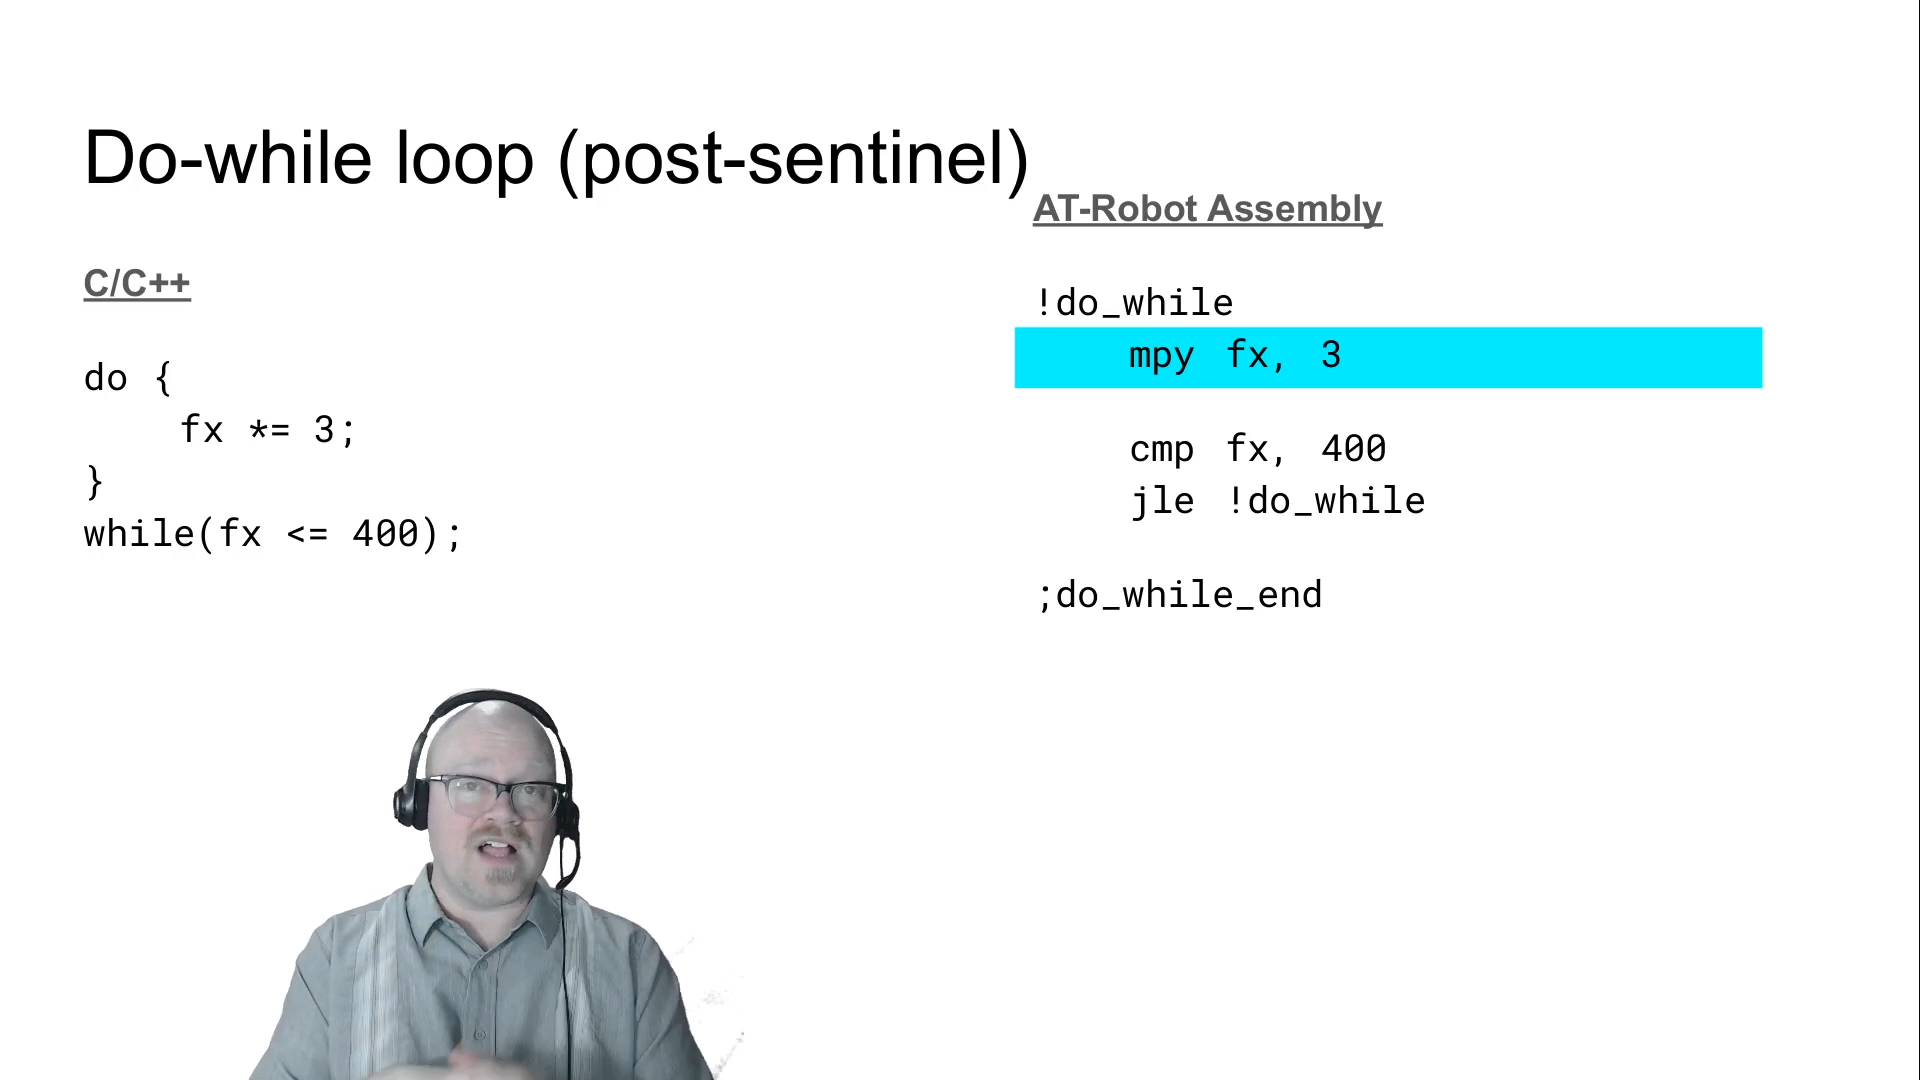 Do-while loop (post-sentinel)
C/C++
do {
    fx *= 3;
}
while(fx <= 400);
AT-Robot Assembly
!do_while
    mpy fx, 3
    cmp fx, 400
    jle !do_while
;do_while_end